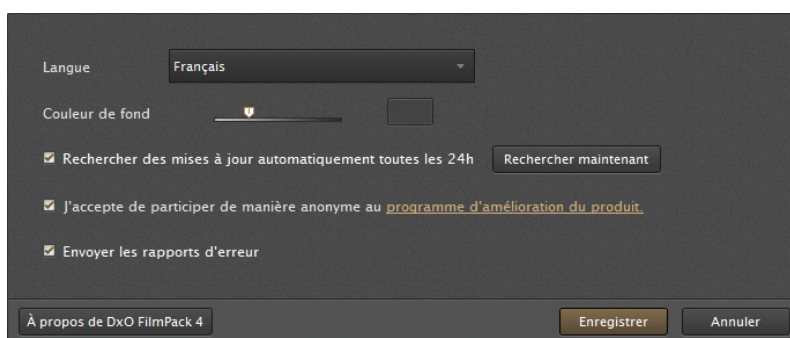 Langue Français
Couleur de fond
Rechercher des mises à jour automatiquement toutes les 24h Rechercher maintenant
J'accepte de participer de manière anonyme au programme d'amélioration du produit.
Envoyer les rapports d'erreur
À propos de DxO FilmPack 4 Enregistrer Annuler